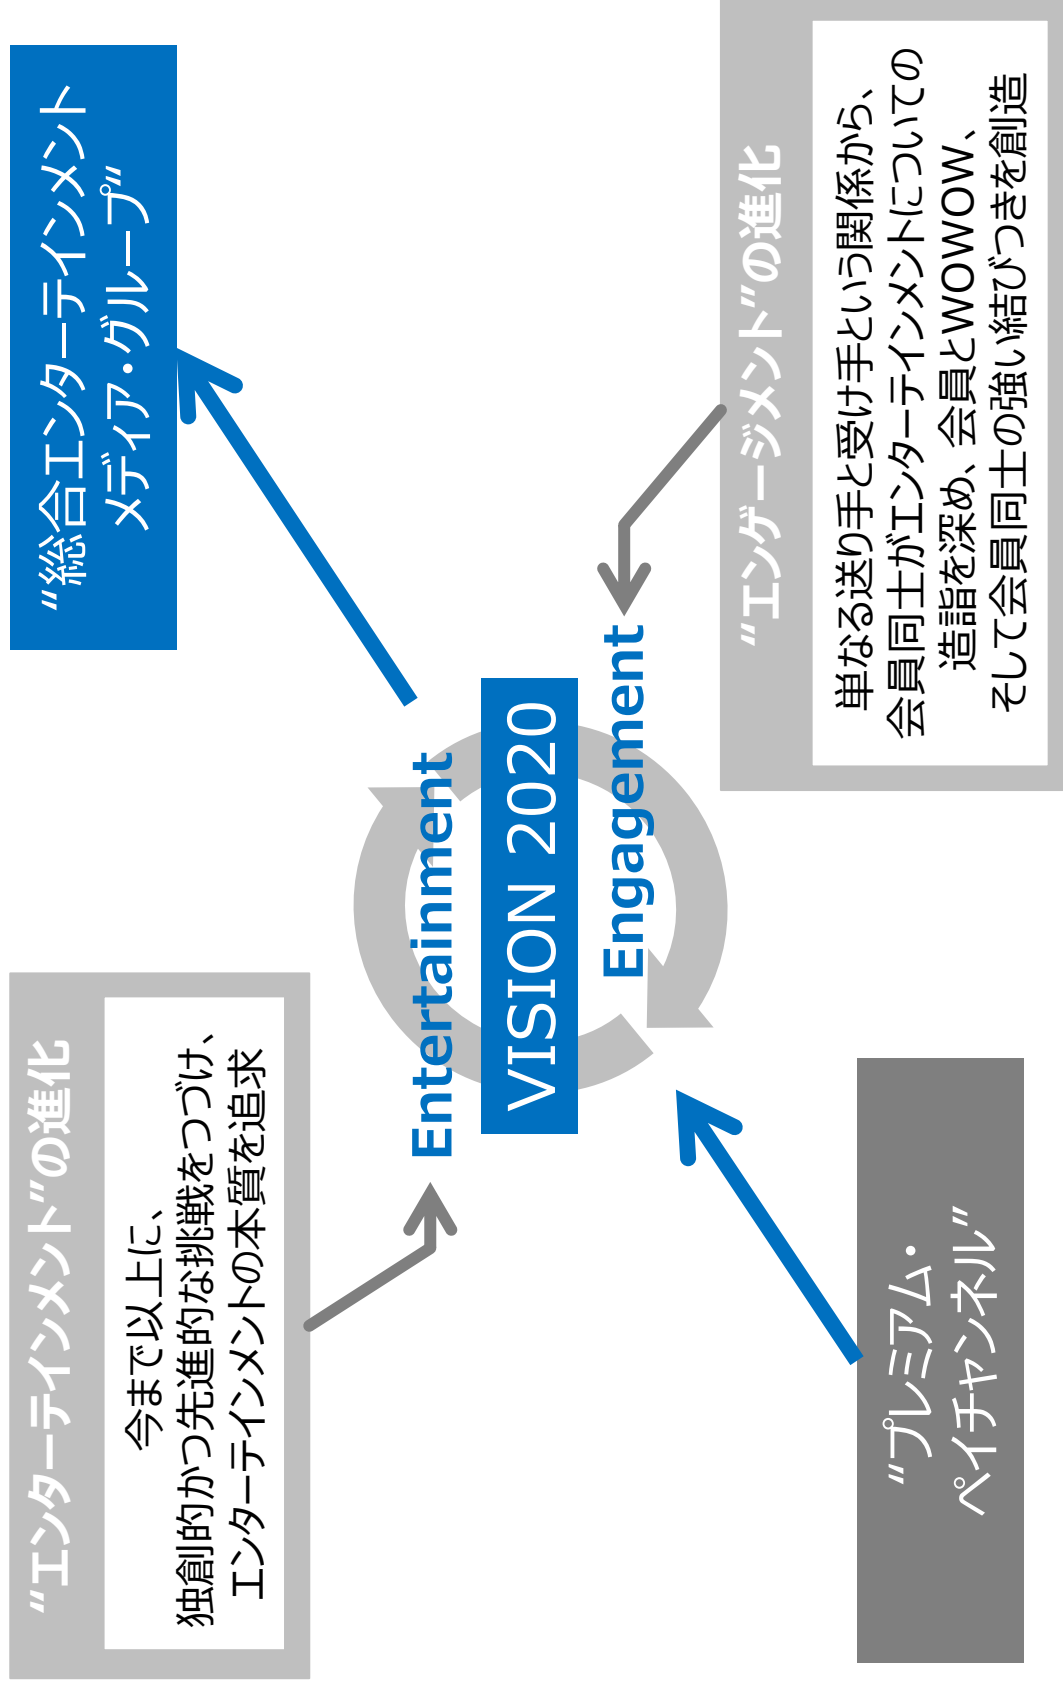 “エンターテインメント”の進化
今まで以上に、
独創的かつ先進的な挑戦をつづけ、
エンターテインメントの本質を追求
“総合エンターテインメント
メディア・グループ”
Entertainment
VISION 2020
Engagement
“プレミアム・
ペイチャンネル”
“エンゲージメント”の進化
単なる送り手と受け手という関係から、
会員同士がエンターテインメントについての
造詣を深め、会員とWOWOW、
そして会員同士の強い結びつきを創造